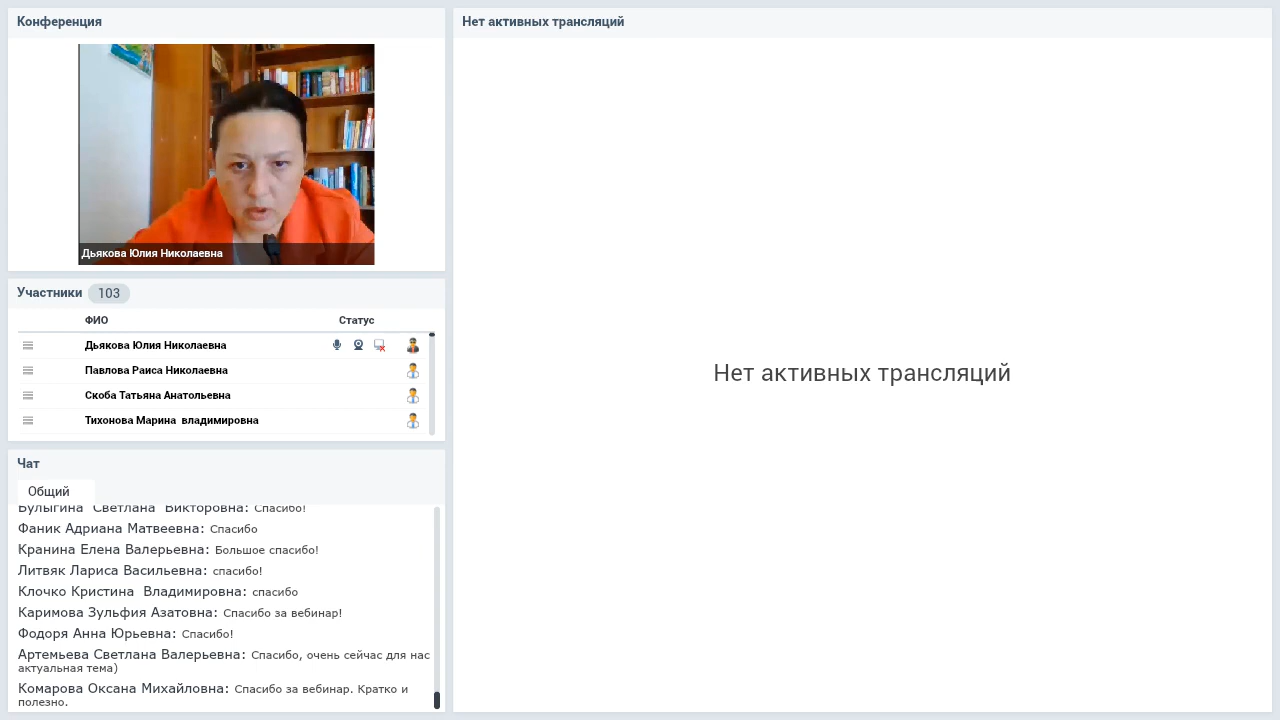 Конференция
Дьякова Юлия Николаевна
Участники 103
ФИО Статус
Дьякова Юлия Николаевна
Павлова Раиса Николаевна
Скоба Татьяна Анатольевна
Тихонова Марина владимировна
Чат
Общий
Булыгина Светлана Викторовна: Спасибо!
Фаник Адриана Матвеевна: Спасибо
Кранина Елена Валерьевна: Большое спасибо!
Литвяк Лариса Васильевна: спасибо!
Клочко Кристина Владимировна: спасибо
Каримова Зульфия Азатовна: Спасибо за вебинар!
Фодоря Анна Юрьевна: Спасибо!
Артемьева Светлана Валерьевна: Спасибо, очень сейчас для нас
актуальная тема)
Комарова Оксана Михайловна: Спасибо за вебинар. Кратко и
полезно.
Нет активных трансляций
Нет активных трансляций